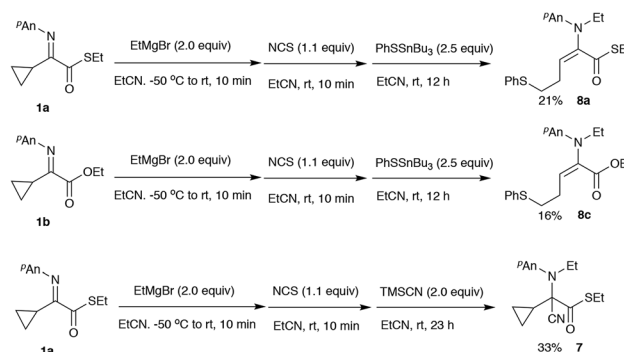 PAn N
SEt
O
1a
EtMgBr (2.0 equiv)
EtCN. -50 °C to rt, 10 min
NCS (1.1 equiv)
EtCN, rt, 10 min
PhSSnBu3 (2.5 equiv)
EtCN, rt, 12 h
PAn N Et
O
PhS
21% 8a
PAn N
OEt
O
1b
EtMgBr (2.0 equiv)
EtCN. -50 °C to rt, 10 min
NCS (1.1 equiv)
EtCN, rt, 10 min
PhSSnBu3 (2.5 equiv)
EtCN, rt, 12 h
PAn N Et
O
PhS
16% 8c
PAn N
SEt
O
1a
EtMgBr (2.0 equiv)
EtCN. -50 °C to rt, 10 min
NCS (1.1 equiv)
EtCN, rt, 10 min
TMSCN (2.0 equiv)
EtCN, rt, 23 h
PAn N Et
SEt
CN O
33% 7